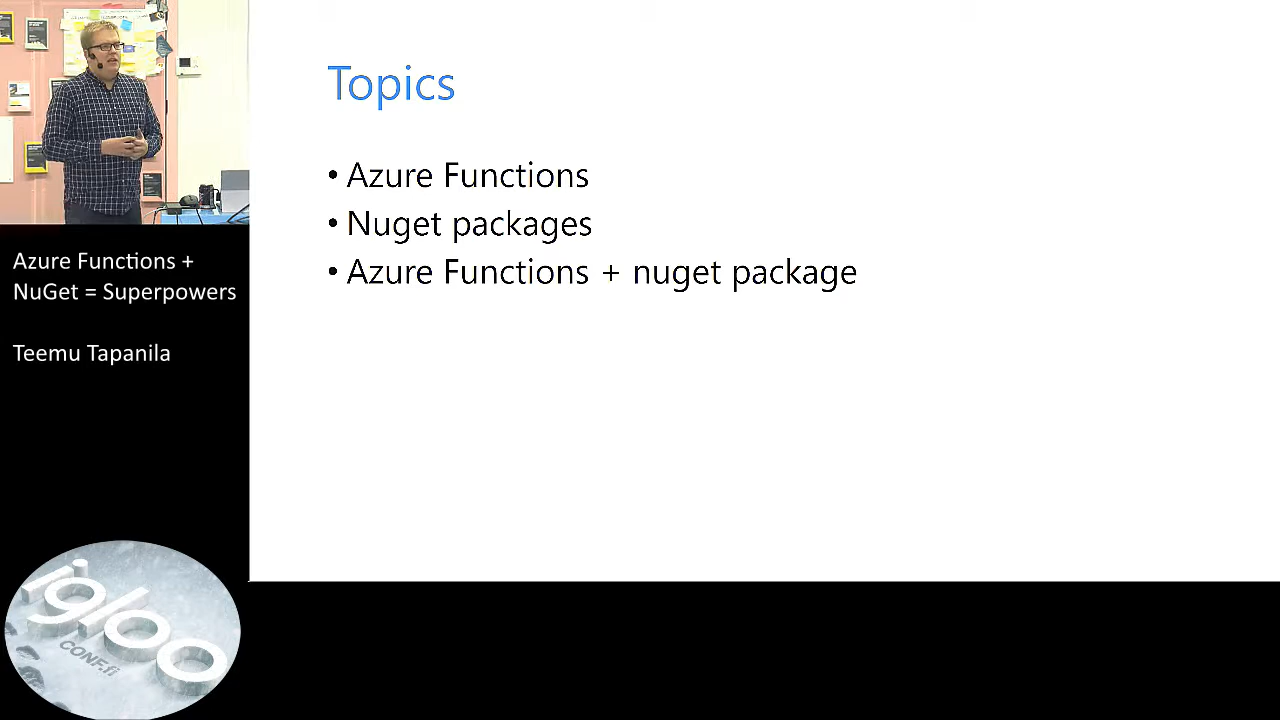 Topics
• Azure Functions
• Nuget packages
• Azure Functions + nuget package
Azure Functions +
NuGet = Superpowers
Teemu Tapanila
igloo
CONF.fi